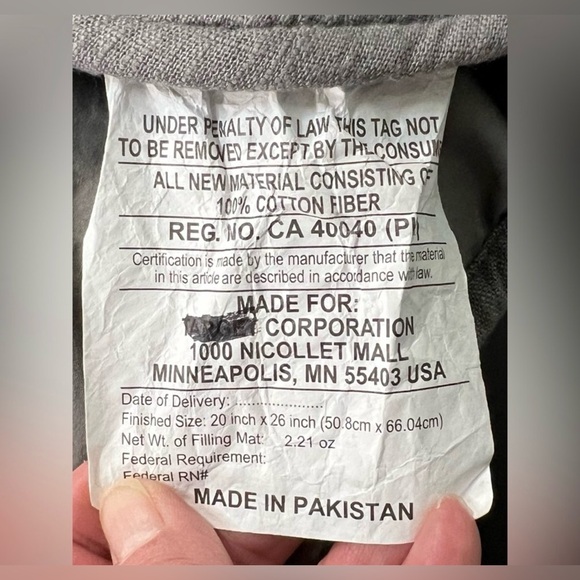 UNDER PENALTY OF LAW THIS TAG NOT
TO BE REMOVED EXCEPT BY THE CONSUM
ALL NEW MATERIAL CONSISTING OF
100% COTTON FIBER
REG. NO. CA 40040 (PK
Certification is made by the manufacturer that the material
in this article are described in accordance with law.
MADE FOR:
TARGET CORPORATION
1000 NICOLLET MALL
MINNEAPOLIS, MN 55403 USA
Date of Delivery: .....................
Finished Size: 20 inch x 26 inch (50.8cm x 66.04cm)
Net Wt. of Filling Mat: 2.21 oz
Federal Requirement:
Federal RN#
MADE IN PAKISTAN